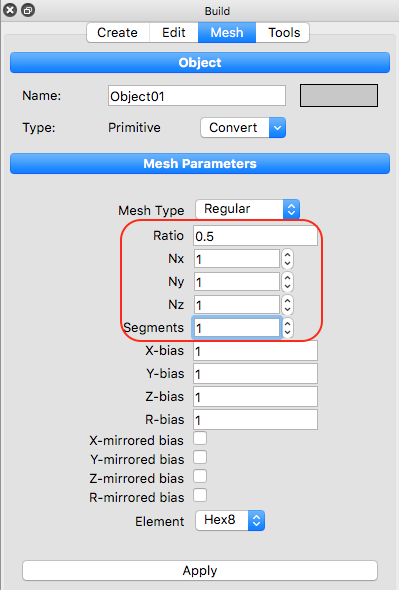 Build
Create Edit Mesh Tools
Object
Name: Object01
Type: Primitive Convert
Mesh Parameters
Mesh Type Regular
Ratio 0.5
Nx 1
Ny 1
Nz 1
Segments 1
X-bias 1
Y-bias 1
Z-bias 1
R-bias 1
X-mirrored bias
Y-mirrored bias
Z-mirrored bias
R-mirrored bias
Element Hex8
Apply